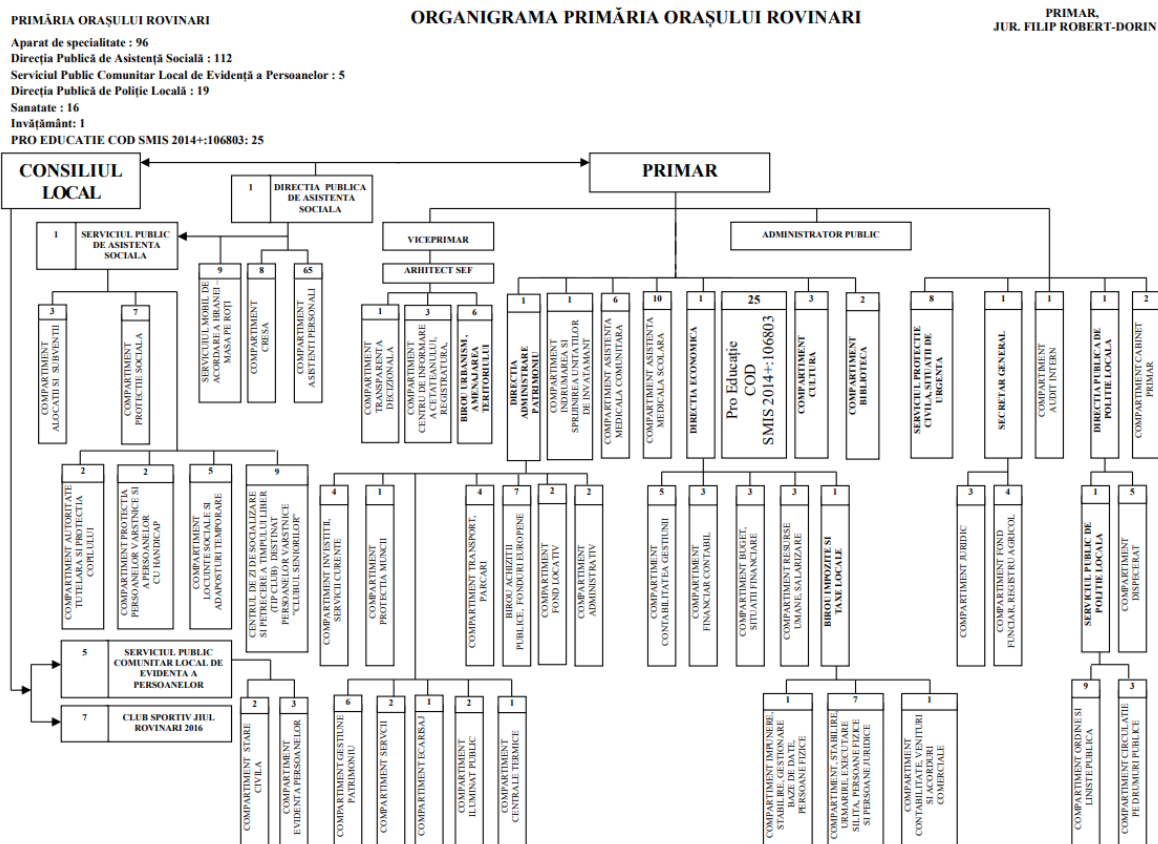 PRIMĂRIA ORAȘULUI ROVINARI
ORGANIGRAMA PRIMĂRIA ORAȘULUI ROVINARI
PRIMAR,
JUR. FILIP ROBERT-DORIN
Aparat de specialitate : 96
Direcția Publică de Asistență Socială : 112
Serviciul Public Comunitar Local de Evidență a Persoanelor : 5
Direcția Publică de Poliție Locală : 19
Sanatate : 16
Invățământ: 1
PRO EDUCATIE COD SMIS 2014+:106803: 25
CONSILIUL
LOCAL
PRIMAR
1
DIRECTIA PUBLICA
DE ASISTENTA
SOCIALA
1
SERVICIUL PUBLIC
DE ASISTENTA
SOCIALA
VICEPRIMAR
ADMINISTRATOR PUBLIC
ARHITECT SEF
9
SERVICIUL MOBIL DE
ACORDARE A HRANEI –
MASA PE ROȚI
8
COMPARTIMENT
CRESA
65
COMPARTIMENT
ASISTENTI PERSONALI
3
COMPARTIMENT
ALOCATII SI SUBVENTII
7
COMPARTIMENT
PROTECTIE SOCIALA
1
COMPARTIMENT
TRANSPARENTA
DECIZIONALA
3
COMPARTIMENT
CENTRU DE INFORMARE
A CETATEANULUI,
REGISTRATURA,
6
BIROU URBANISM,
AMENAJAREA
TERITORIULUI
1
DIRECTIA
ADMINISTRARE
PATRIMONIU
1
COMPARTIMENT
INDRUMAREA SI
SPRIJINIREA UNITATILOR
DE INVATAMANT
6
COMPARTIMENT ASISTENTA
MEDICALA COMUNITARA
10
COMPARTIMENT ASISTENTA
MEDICALA SCOLARA
1
DIRECTIA ECONOMICA
25
Pro Educație
COD
SMIS 2014+:106803
3
COMPARTIMENT
CULTURA
2
COMPARTIMENT
BIBLIOTECA
8
SERVICIUL PROTECTIE
CIVILA, SITUATII DE
URGENTA
1
SECRETAR GENERAL
1
COMPARTIMENT
AUDIT INTERN
1
DIRECTIA PUBLICA DE
POLITIE LOCALA
2
COMPARTIMENT CABINET
PRIMAR
2
COMPARTIMENT AUTORITATE
TUTELARA SI PROTECTIA
COPILULUI
2
COMPARTIMENT PROTECTIA
PERSOANELOR VARSTNICE SI
A PERSOANELOR
CU HANDICAP
5
COMPARTIMENT
LOCUINTE SOCIALE SI
ADAPOSTURI TEMPORARE
9
CENTRUL DE ZI DE SOCIALIZARE
SI PETRECERE A TIMPULUI LIBER
(TIP CLUB) DESTINAT
PERSOANELOR VARSTNICE
"CLUBUL SENIORILOR"
4
COMPARTIMENT INVESTITII,
SERVICII CURENTE
1
COMPARTIMENT
PROTECTIA MUNCII
4
COMPARTIMENT TRANSPORT,
PARCARI
7
BIROU ACHIZITII
PUBLICE, FONDURI EUROPENE
2
COMPARTIMENT
FOND LOCATIV
2
COMPARTIMENT
ADMINISTRATIV
5
COMPARTIMENT
CONTABILITATEA GESTIUNII
3
COMPARTIMENT
FINANCIAR CONTABIL
3
COMPARTIMENT BUGET,
SITUATII FINANCIARE
3
COMPARTIMENT RESURSE
UMANE, SALARIZARE
1
BIROU IMPOZITE SI
TAXE LOCALE
3
COMPARTIMENT JURIDIC
4
COMPARTIMENT FOND
FUNCIAR, REGISTRU AGRICOL
1
SERVICIUL PUBLIC DE
POLITIE LOCALA
5
COMPARTIMENT
DISPECERAT
5
SERVICIUL PUBLIC
COMUNITAR LOCAL DE
EVIDENTA A
PERSOANELOR
7
CLUB SPORTIV JIUL
ROVINARI 2016
2
COMPARTIMENT STARE
CIVILA
3
COMPARTIMENT
EVIDENTA PERSOANELOR
6
COMPARTIMENT GESTIUNE
PATRIMONIU
2
COMPARTIMENT SERVCII
1
COMPARTIMENT ECARISAJ
2
COMPARTIMENT
ILUMINAT PUBLIC
1
COMPARTIMENT
CENTRALE TERMICE
1
COMPARTIMENT IMPUNERE,
STABILIRE, GESTIONARE
BAZE DE DATE,
PERSOANE FIZICE
7
COMPARTIMENT, STABILIRE,
URMARIRE, EXECUTARE
SILITA, PERSOANE FIZICE
SI PERSOANE JURIDICE
1
COMPARTIMENT
CONTABILITATE, VENITURI
SI ACORDURI
COMERCIALE
9
COMPARTIMENT ORDINE SI
LINISTE PUBLICA
3
COMPARTIMENT CIRCULATIE
PE DRUMURI PUBLICE